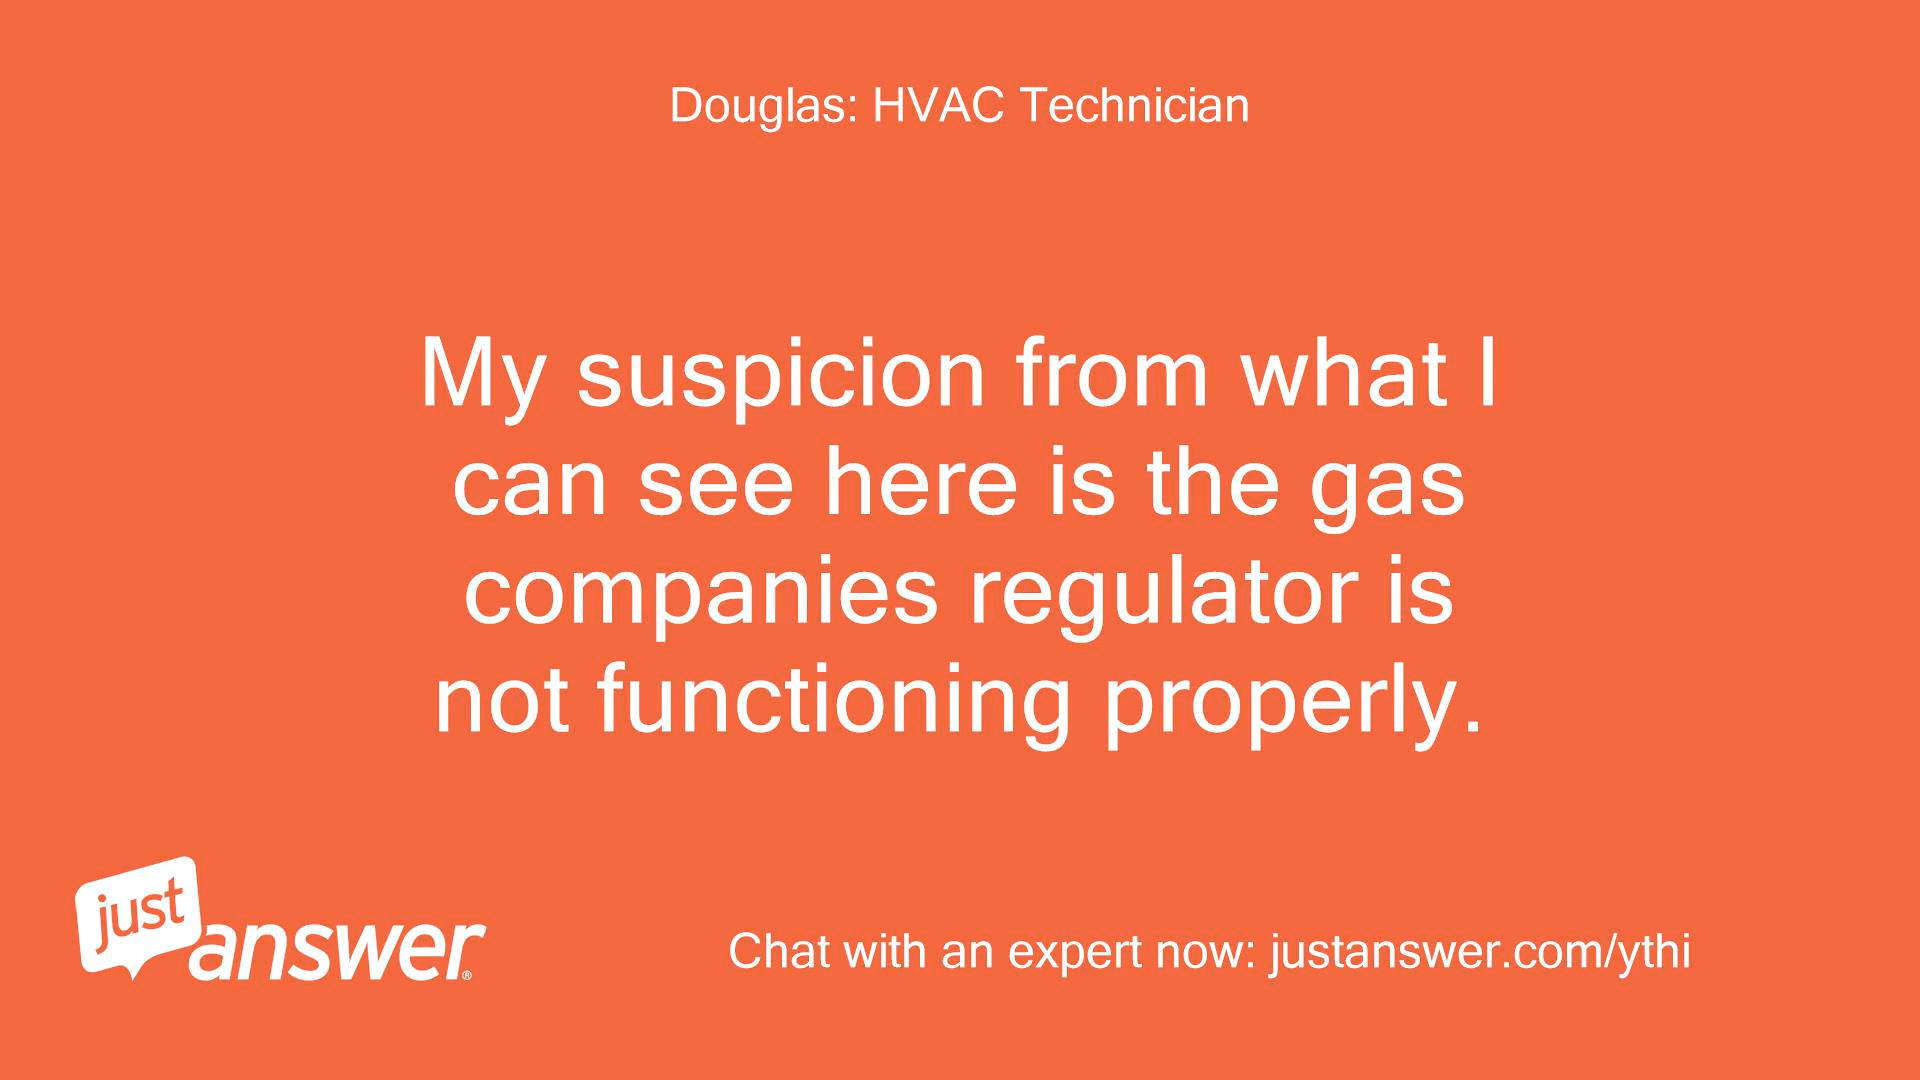 Douglas: HVAC Technician
My suspicion from what I
can see here is the gas
companies regulator is
not functioning properly.
just
answer®
Chat with an expert now: justanswer.com/ythi